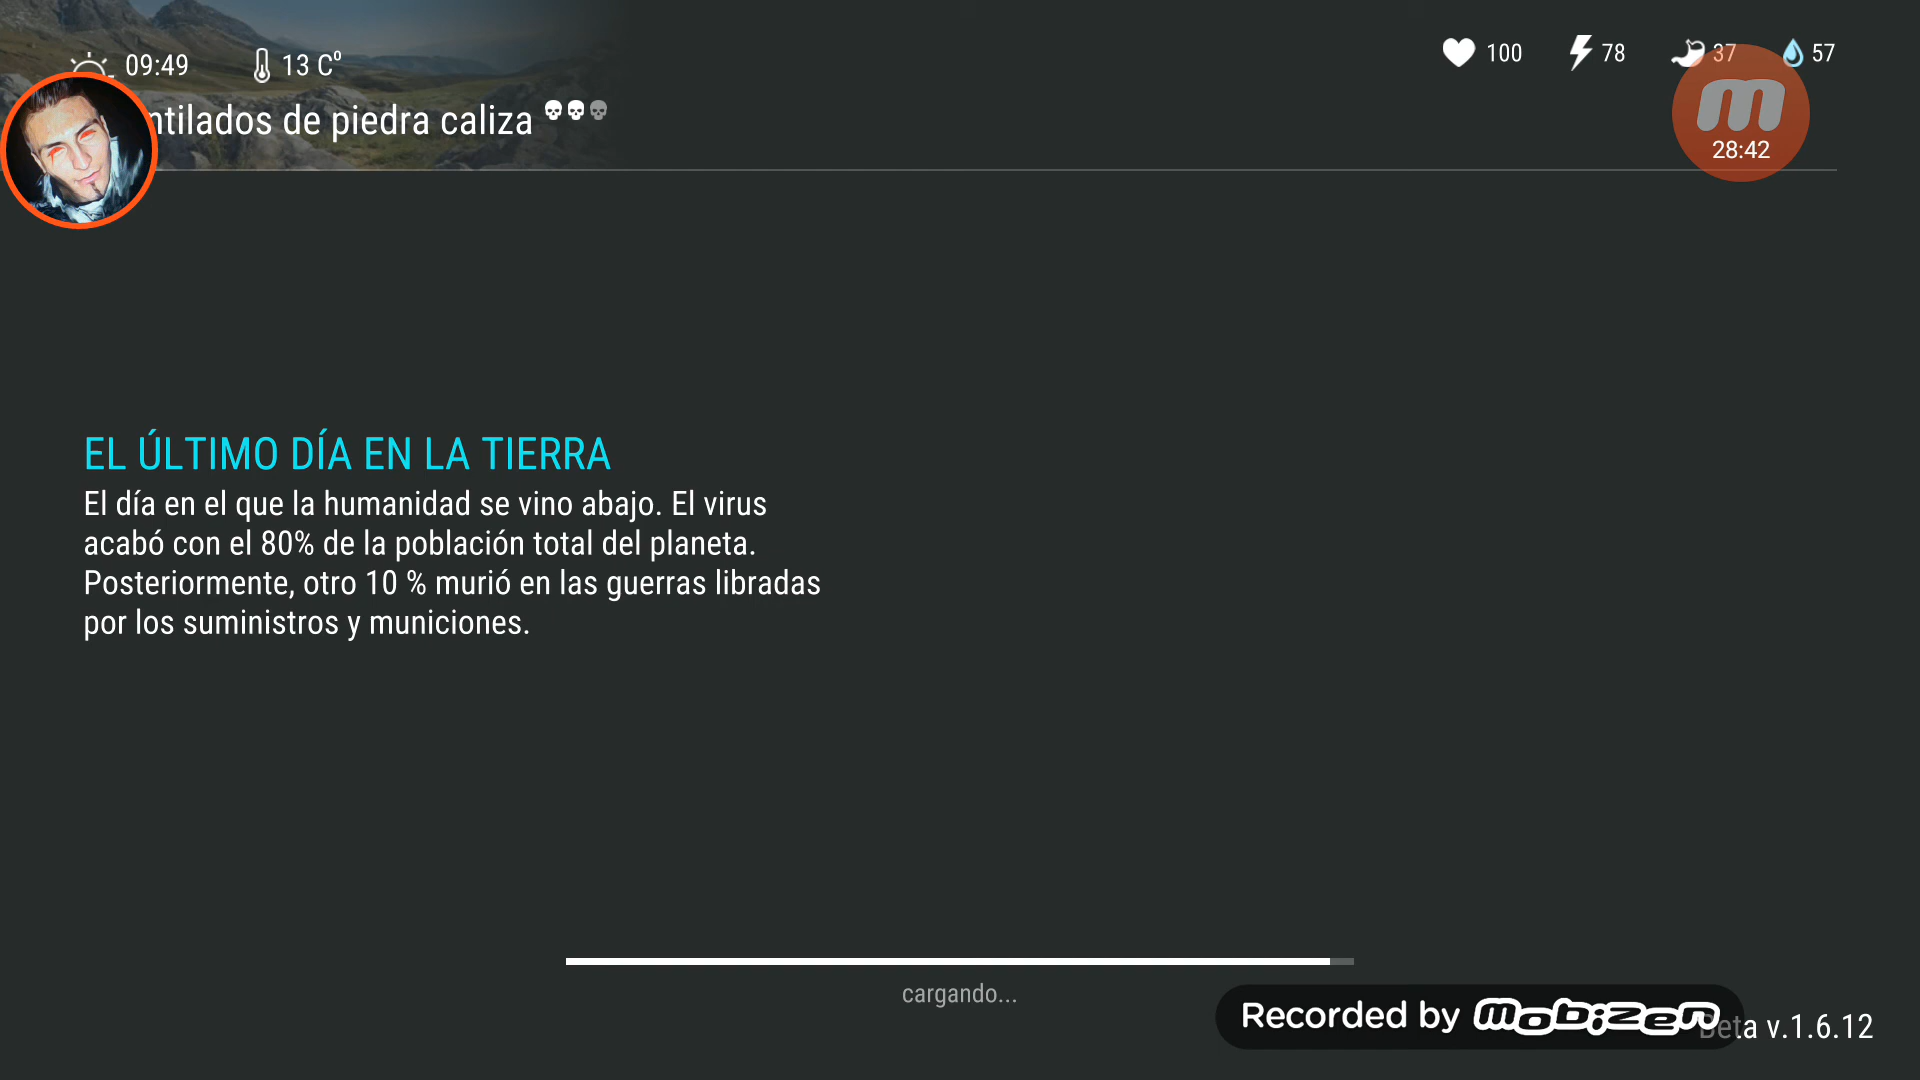 09:49 13 C⁰
100 78 37 57
ntilados de piedra caliza
28:42
EL ÚLTIMO DÍA EN LA TIERRA
El día en el que la humanidad se vino abajo. El virus
acabó con el 80% de la población total del planeta.
Posteriormente, otro 10 % murió en las guerras libradas
por los suministros y municiones.
cargando...
Recorded by mobizen
Beta v.1.6.12